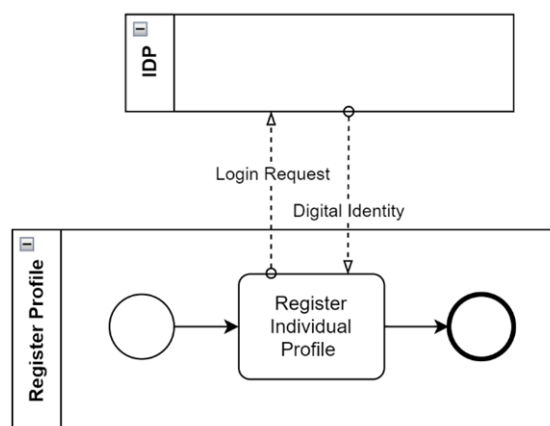 IDP
Login Request
Digital Identity
Register Profile
Register
Individual
Profile